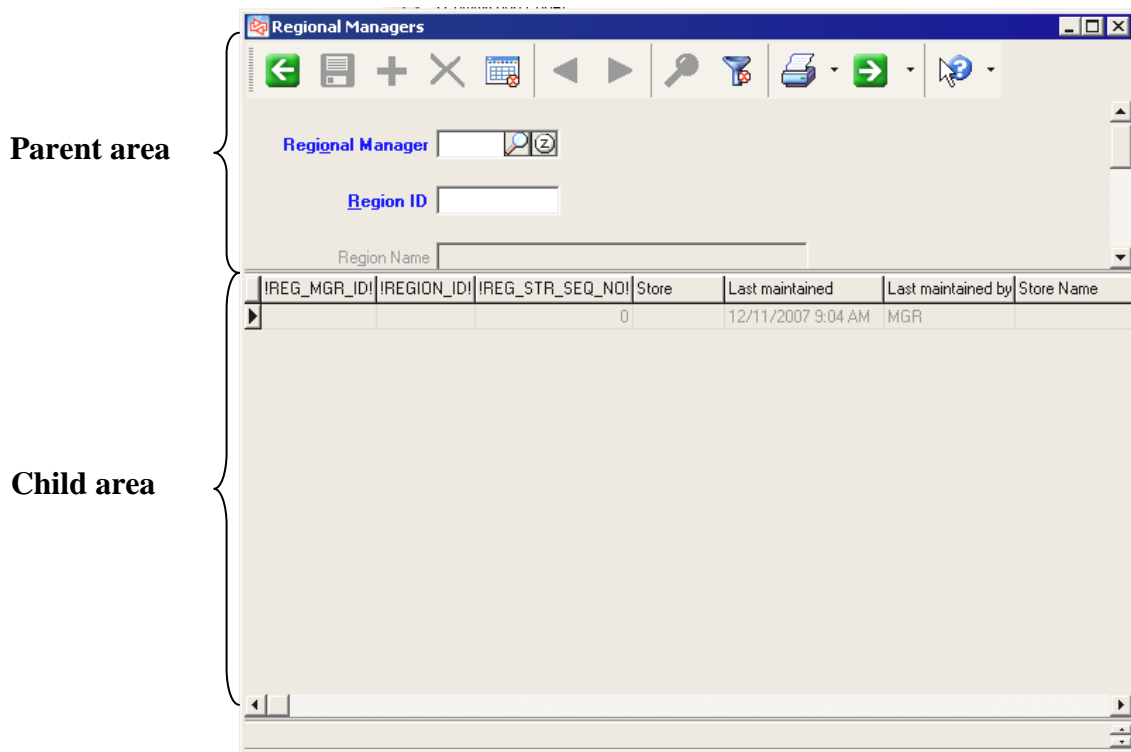 Regional Managers
Parent area
Regional Manager
Z
Region ID
Region Name
!REG_MGR_ID! !REGION_ID! !REG_STR_SEQ_NO! Store Last maintained Last maintained by Store Name
0 12/11/2007 9:04 AM MGR
Child area